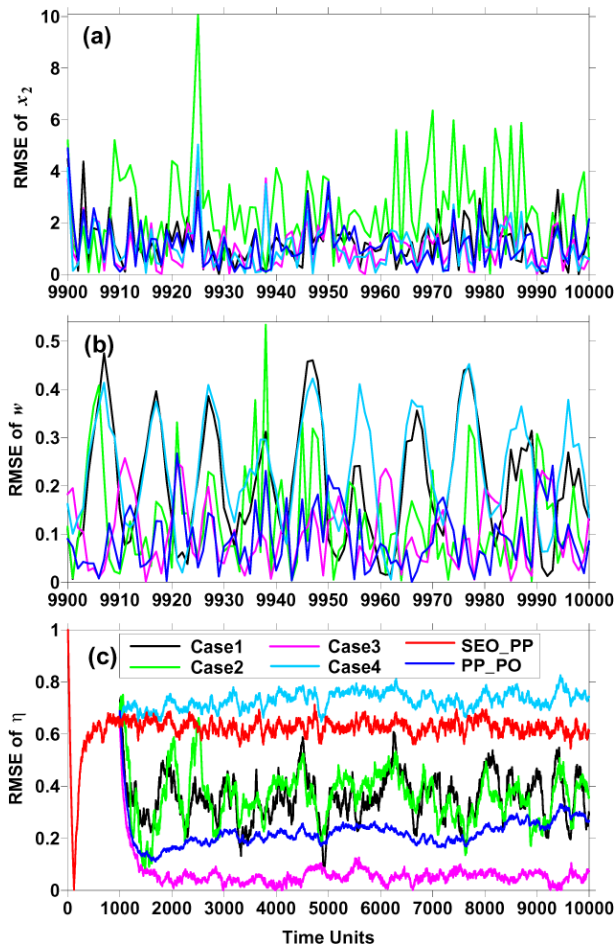 10
(a)
8
6
4
2
0
RMSE of x2
9900 9910 9920 9930 9940 9950 9960 9970 9980 9990 10000
0.5
(b)
0.4
0.3
0.2
0.1
0
RMSE of w
9900 9910 9920 9930 9940 9950 9960 9970 9980 9990 10000
1
Case1 Case3 SEO_PP
Case2 Case4 PP_PO
(c)
0.8
0.6
0.4
0.2
0
RMSE of η
0 1000 2000 3000 4000 5000 6000 7000 8000 9000 10000
Time Units